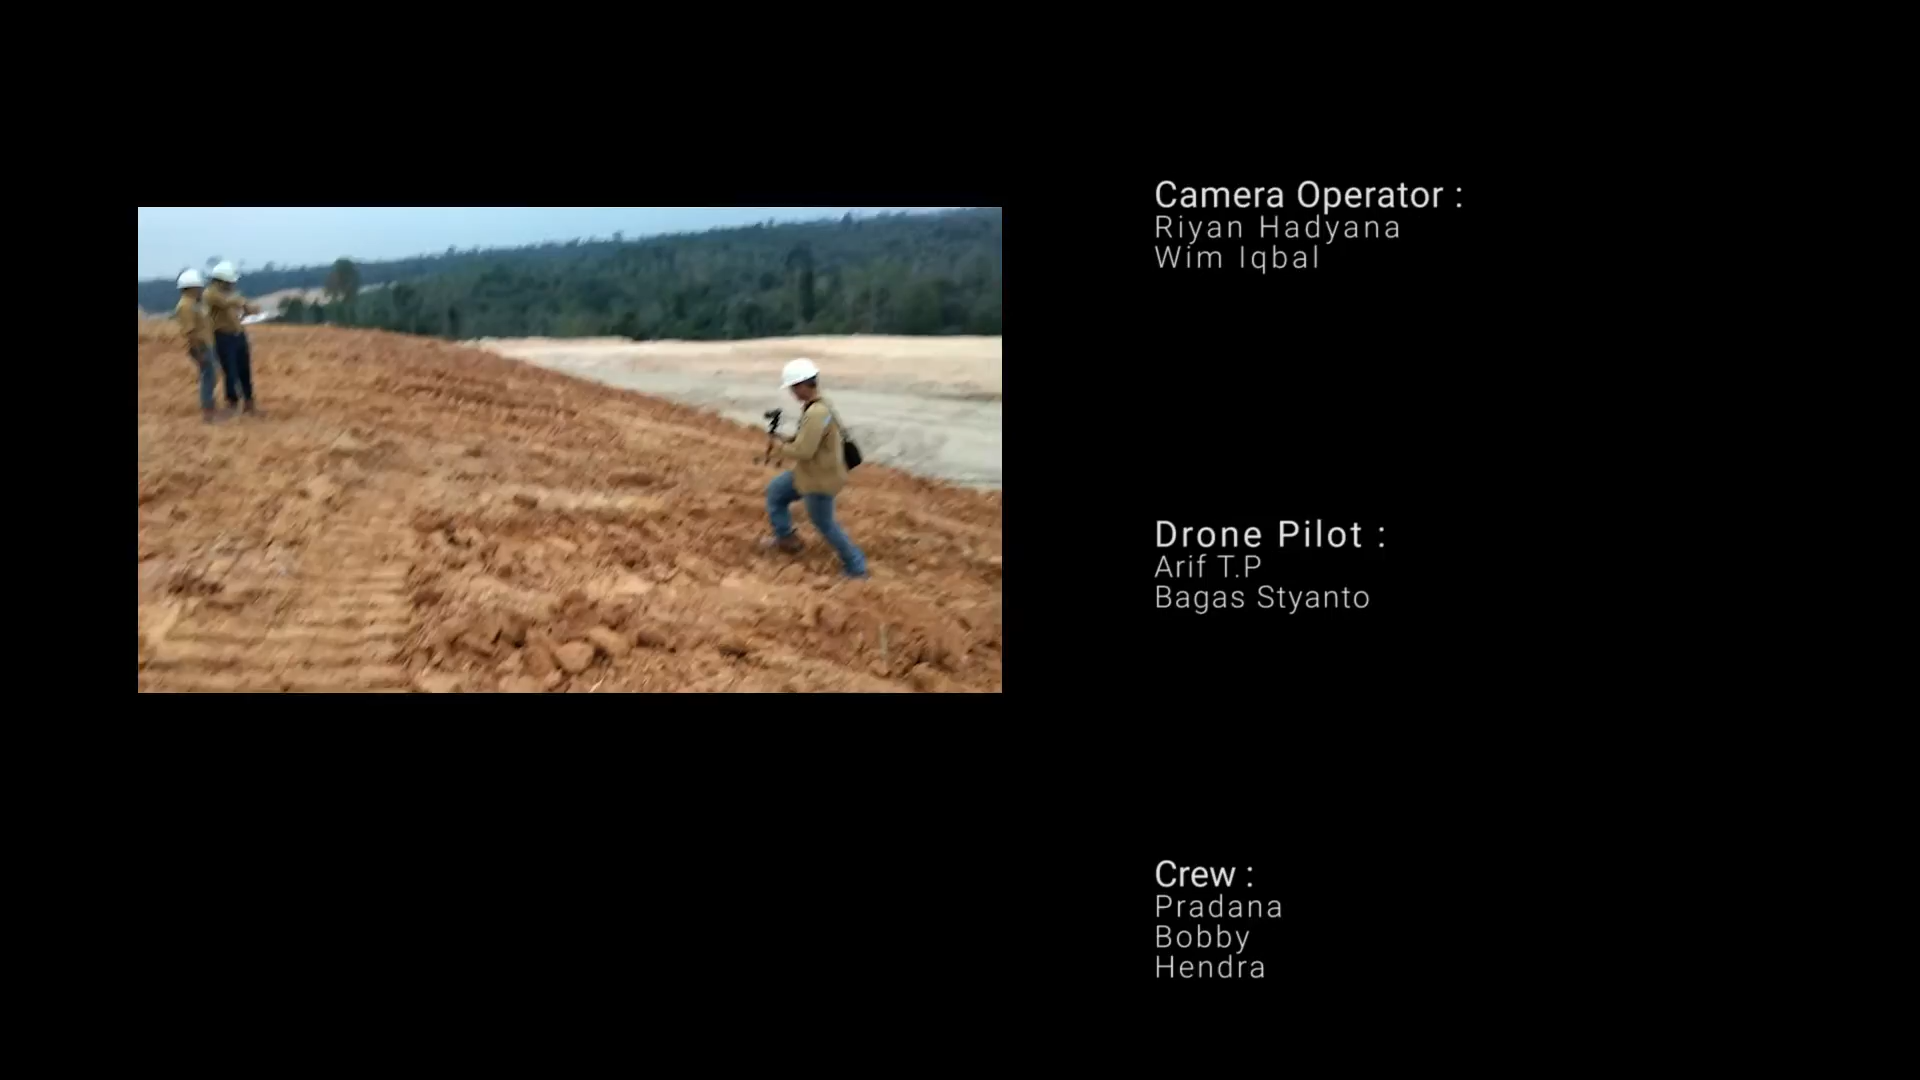 Camera Operator :
Riyan Hadyana
Wim Iqbal
Drone Pilot :
Arif T.P
Bagas Styanto
Crew :
Pradana
Bobby
Hendra